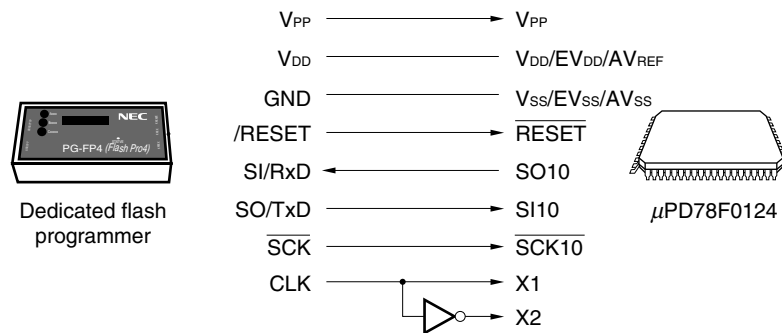 VPP VPP
VDD VDD/EVDD/AVREF
GND VSS/EVSS/AVSS
/RESET RESET
SI/RxD SO10
SO/TxD SI10
SCK SCK10
CLK X1
X2
NEC
PG-FP4 (Flash Pro4)
Dedicated flash
programmer
μPD78F0124